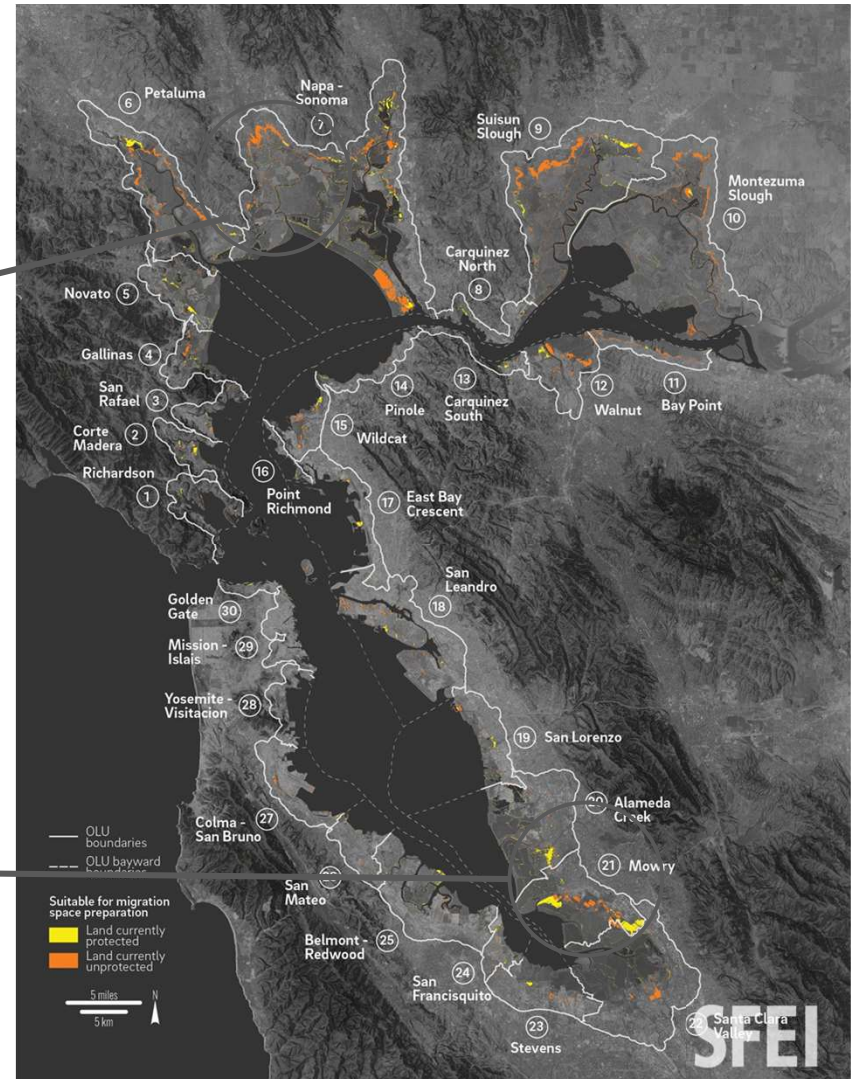 6 Petaluma
Napa -
Sonoma
7
Suisun
Slough 9
Montezuma
Slough
10
Carquinez
North
8
Novato 5
Gallinas 4
San
Rafael 3
Corte
Madera 2
Richardson
1
14
Pinole
13
Carquinez
South
12
Walnut
11
Bay Point
15
Wildcat
16
Point
Richmond
17 East Bay
Crescent
San
Leandro
18
Golden
Gate 30
Mission -
Islais 29
Yosemite -
Visitacion 28
19 San Lorenzo
20 Alameda
Creek
21 Mowry
Colma -
San Bruno 27
San
Mateo
Belmont -
Redwood 25
24
San
Francisquito
23
Stevens
22 Santa Clara
Valley
OLU
boundaries
OLU bayward
boundaries
Suitable for migration
space preparation
Land currently
protected
Land currently
unprotected
5 miles
5 km
N
SFEI